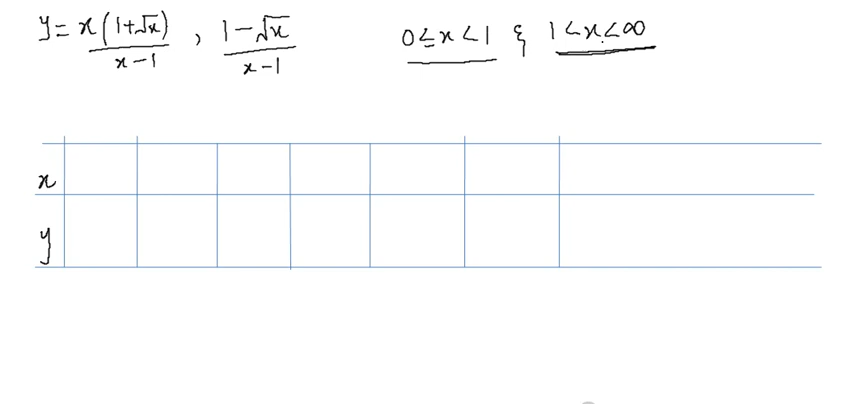 y = x(1+√x)/(x-1) , (1-√x)/(x-1) 0 ≤ x < 1 & 1 < x < ∞
x
y